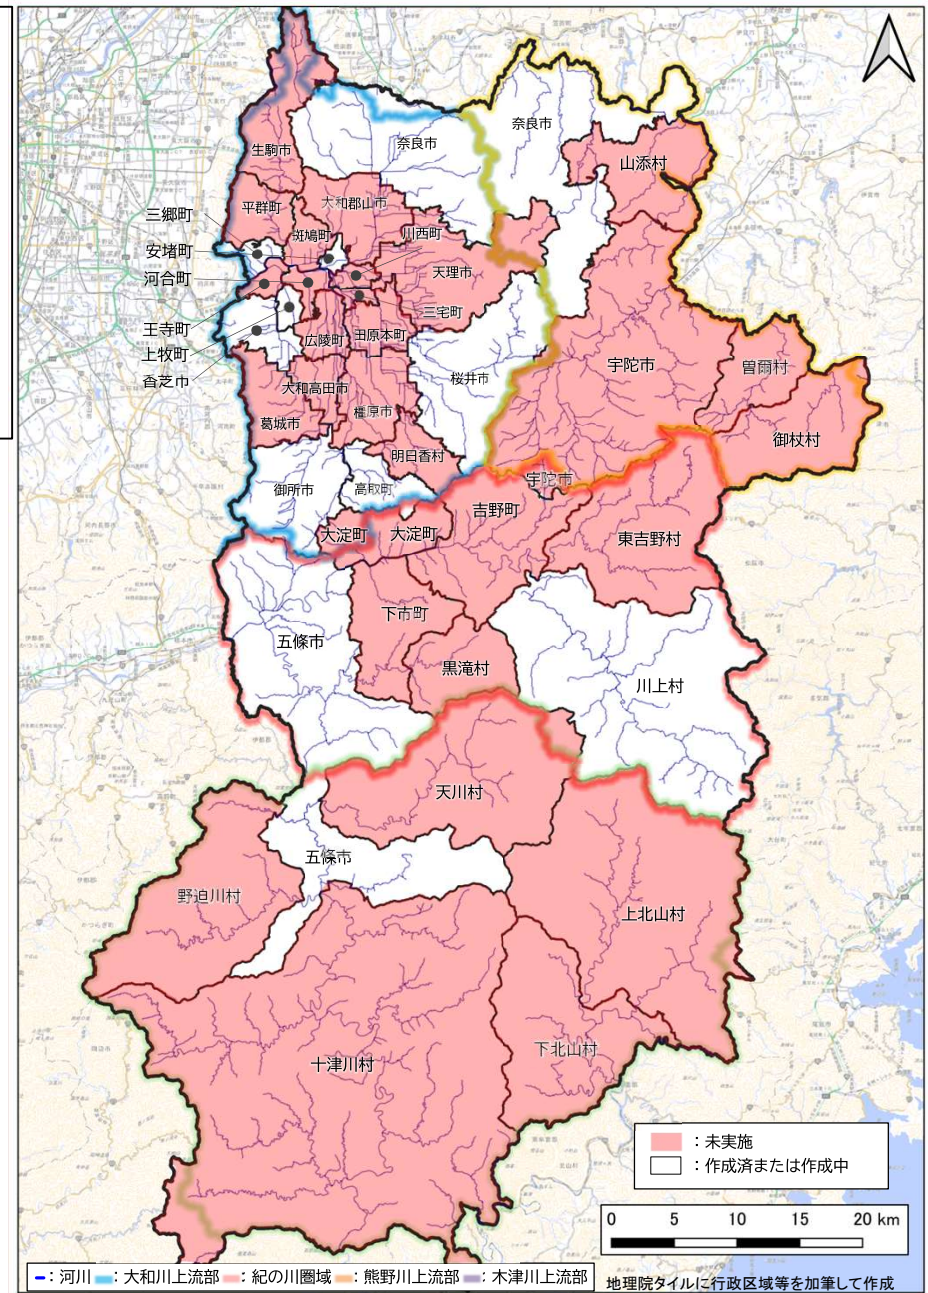 奈良市
奈良市
生駒市
山添村
平群町
大和郡山市
三郷町
斑鳩町
川西町
安堵町
天理市
河合町
三宅町
王寺町
広陵町
田原本町
上牧町
宇陀市
曽爾村
香芝市
桜井市
大和高田市
橿原市
葛城市
御杖村
明日香村
宇陀市
御所市
高取町
吉野町
大淀町
大淀町
東吉野村
下市町
五條市
黒滝村
川上村
天川村
五條市
野迫川村
上北山村
下北山村
十津川村
：未実施
：作成済または作成中
0 5 10 15 20 km
：河川 ：大和川上流部 ：紀の川圏域 ：熊野川上流部 ：木津川上流部
地理院タイルに行政区域等を加筆して作成